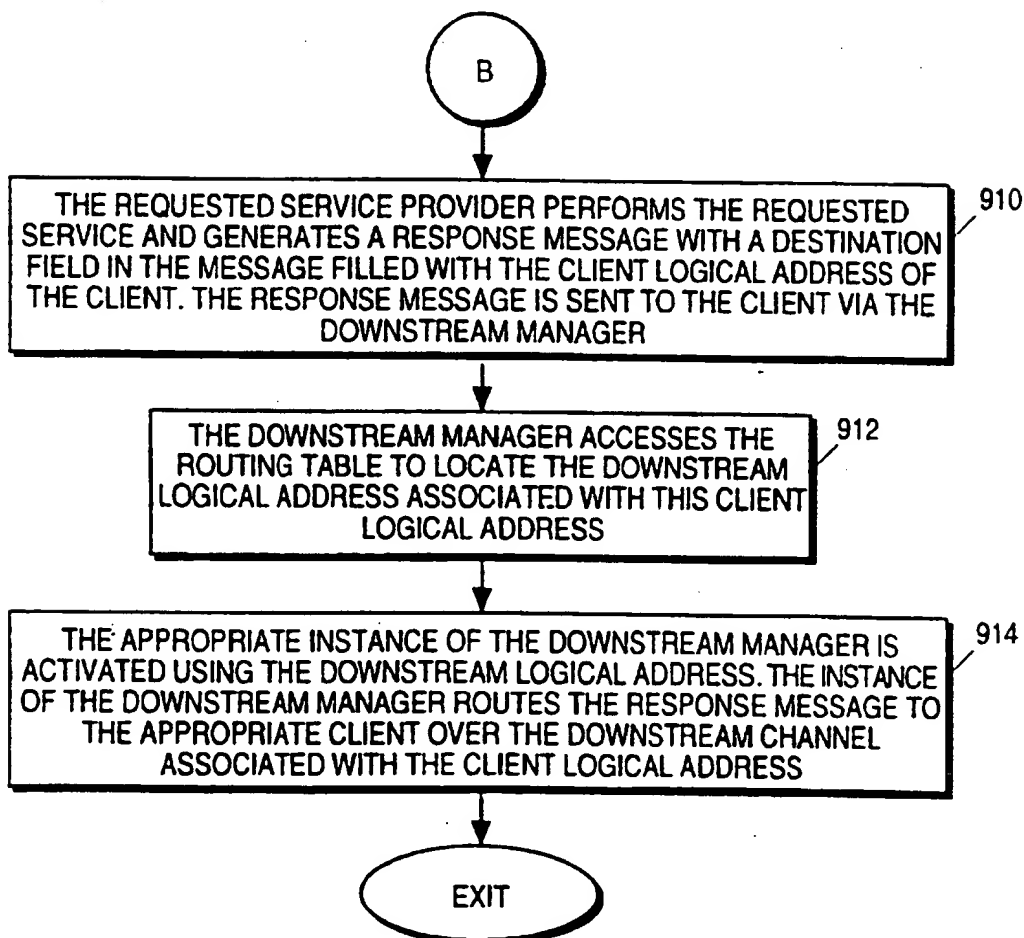 B
910
THE REQUESTED SERVICE PROVIDER PERFORMS THE REQUESTED
SERVICE AND GENERATES A RESPONSE MESSAGE WITH A DESTINATION
FIELD IN THE MESSAGE FILLED WITH THE CLIENT LOGICAL ADDRESS OF
THE CLIENT. THE RESPONSE MESSAGE IS SENT TO THE CLIENT VIA THE
DOWNSTREAM MANAGER
912
THE DOWNSTREAM MANAGER ACCESSES THE
ROUTING TABLE TO LOCATE THE DOWNSTREAM
LOGICAL ADDRESS ASSOCIATED WITH THIS CLIENT
LOGICAL ADDRESS
914
THE APPROPRIATE INSTANCE OF THE DOWNSTREAM MANAGER IS
ACTIVATED USING THE DOWNSTREAM LOGICAL ADDRESS. THE INSTANCE
OF THE DOWNSTREAM MANAGER ROUTES THE RESPONSE MESSAGE TO
THE APPROPRIATE CLIENT OVER THE DOWNSTREAM CHANNEL
ASSOCIATED WITH THE CLIENT LOGICAL ADDRESS
EXIT